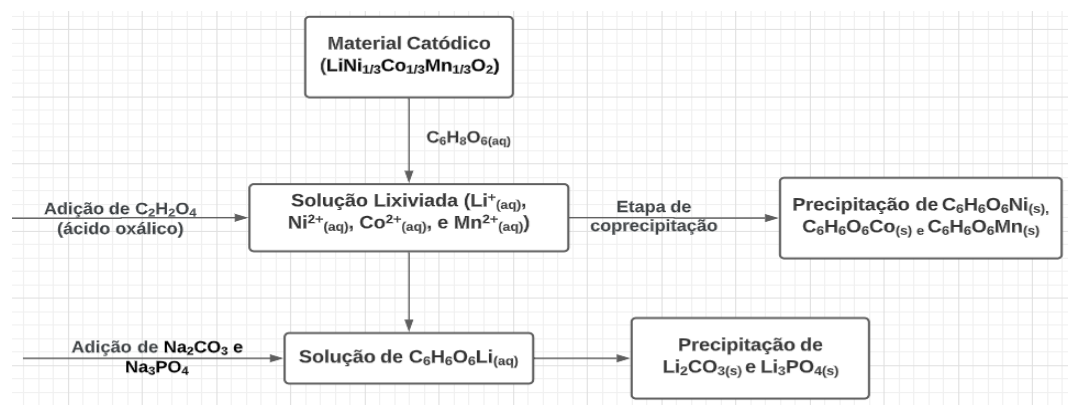 Material Catódico
(LiNi₁/₃Co₁/₃Mn₁/₃O₂)
C₆H₈O₆₍aq₎
Adição de C₂H₂O₄
(ácido oxálico)
Solução Lixiviada (Li⁺₍aq₎,
Ni²⁺₍aq₎, Co²⁺₍aq₎, e Mn²⁺₍aq₎)
Etapa de
coprecipitação
Precipitação de C₆H₆O₆Ni₍s₎,
C₆H₆O₆Co₍s₎ e C₆H₆O₆Mn₍s₎
Adição de Na₂CO₃ e
Na₃PO₄
Solução de C₆H₆O₆Li₍aq₎
Precipitação de
Li₂CO₃₍s₎ e Li₃PO₄₍s₎